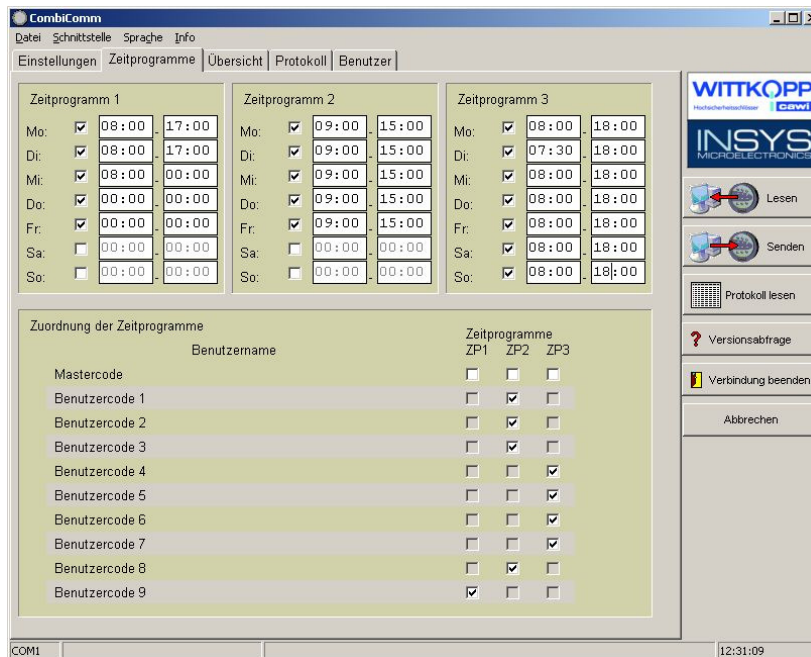 CombiComm
Datei Schnittstelle Sprache Info
Einstellungen Zeitprogramme Übersicht Protokoll Benutzer
Zeitprogramm 1
Mo: 08:00 - 17:00
Di: 08:00 - 17:00
Mi: 08:00 - 00:00
Do: 00:00 - 00:00
Fr: 00:00 - 00:00
Sa: 00:00 - 00:00
So: 00:00 - 00:00
Zeitprogramm 2
Mo: 09:00 - 15:00
Di: 09:00 - 15:00
Mi: 09:00 - 15:00
Do: 09:00 - 15:00
Fr: 09:00 - 15:00
Sa: 00:00 - 00:00
So: 00:00 - 00:00
Zeitprogramm 3
Mo: 08:00 - 18:00
Di: 07:30 - 18:00
Mi: 08:00 - 18:00
Do: 08:00 - 18:00
Fr: 08:00 - 18:00
Sa: 08:00 - 18:00
So: 08:00 - 18:00
Zuordnung der Zeitprogramme
Zeitprogramme
Benutzername ZP1 ZP2 ZP3
Mastercode
Benutzercode 1
Benutzercode 2
Benutzercode 3
Benutzercode 4
Benutzercode 5
Benutzercode 6
Benutzercode 7
Benutzercode 8
Benutzercode 9
WITTKOPP
Hochsicherheitsschlösser cawi
INSYS
MICROELECTRONICS
Lesen
Senden
Protokoll lesen
Versionsabfrage
Verbindung beenden
Abbrechen
COM1 12:31:09